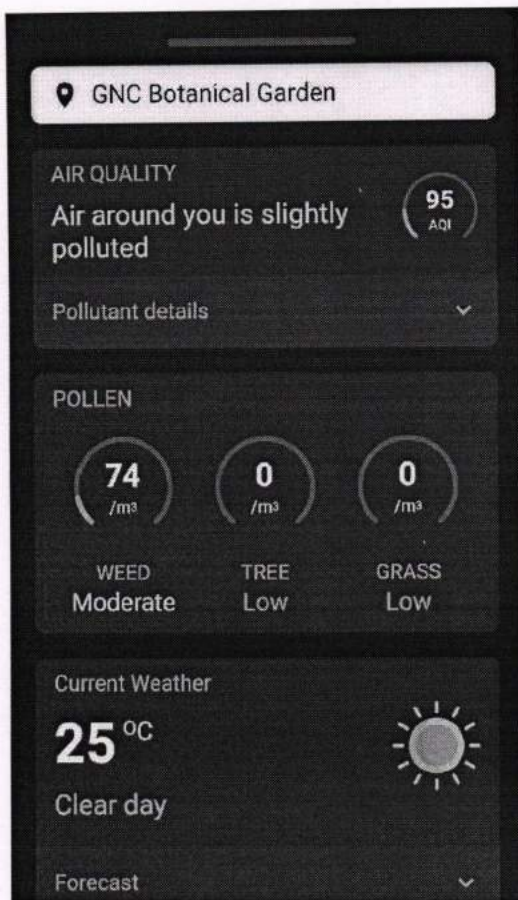 GNC Botanical Garden
AIR QUALITY
Air around you is slightly
polluted
95
AQI
Pollutant details
POLLEN
74
/m³
0
/m³
0
/m³
WEED
TREE
GRASS
Moderate
Low
Low
Current Weather
25 °C
Clear day
Forecast